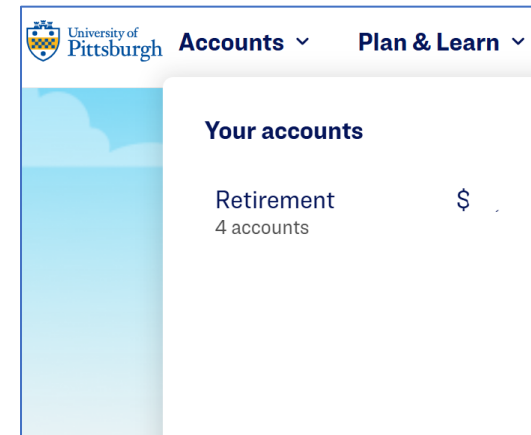 University of
Pittsburgh
Accounts Plan & Learn
Your accounts
Retirement $
4 accounts